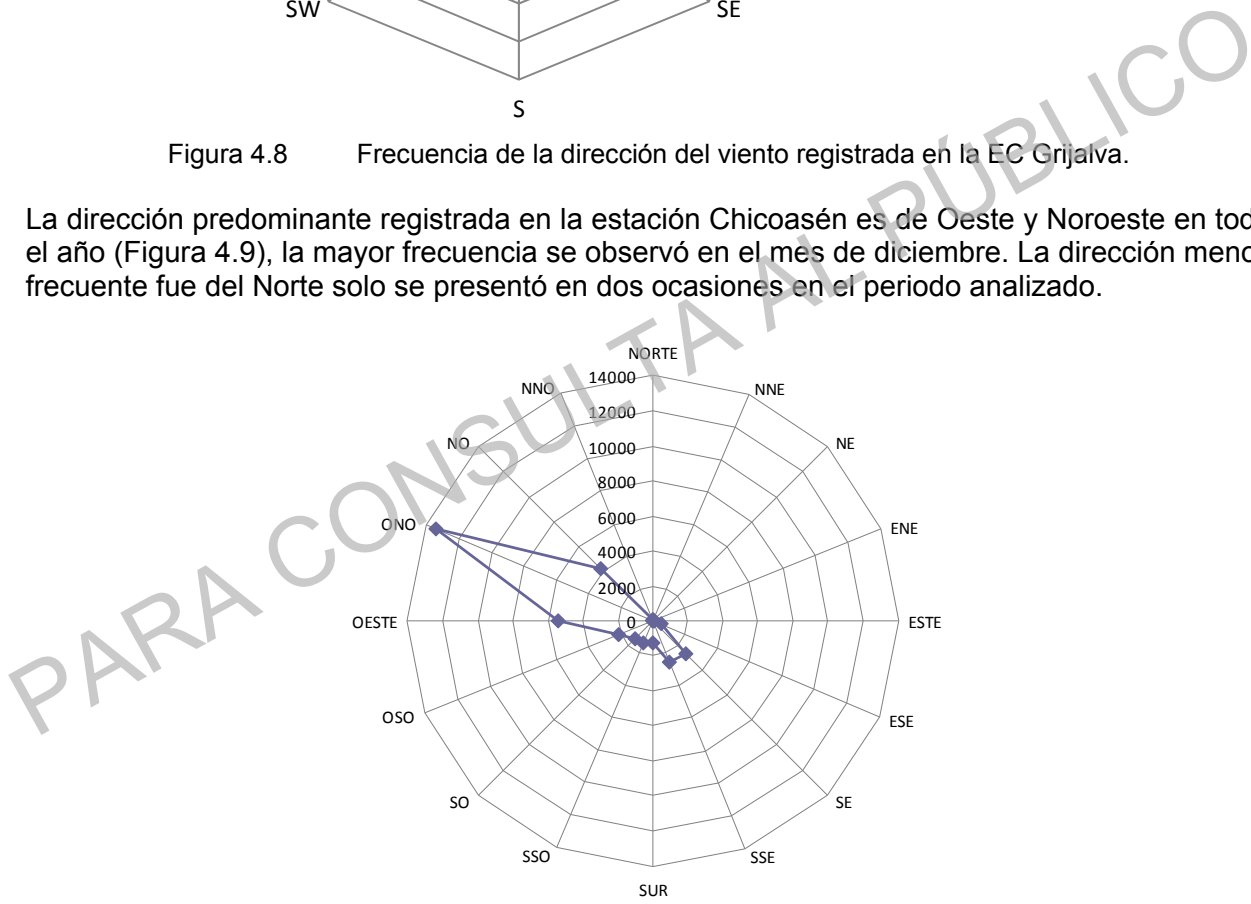 SW
SE
S
Figura 4.8 Frecuencia de la dirección del viento registrada en la EC Grijalva.
La dirección predominante registrada en la estación Chicoasén es de Oeste y Noroeste en tod
el año (Figura 4.9), la mayor frecuencia se observó en el mes de diciembre. La dirección meno
frecuente fue del Norte solo se presentó en dos ocasiones en el periodo analizado.
NORTE
NNO
14000
NNE
12000
NO
10000
NE
8000
6000
ONO
ENE
4000
2000
OESTE
0
ESTE
OSO
ESE
SO
SE
SSO
SSE
SUR
PARA CONSULTA AL PÚBLICO